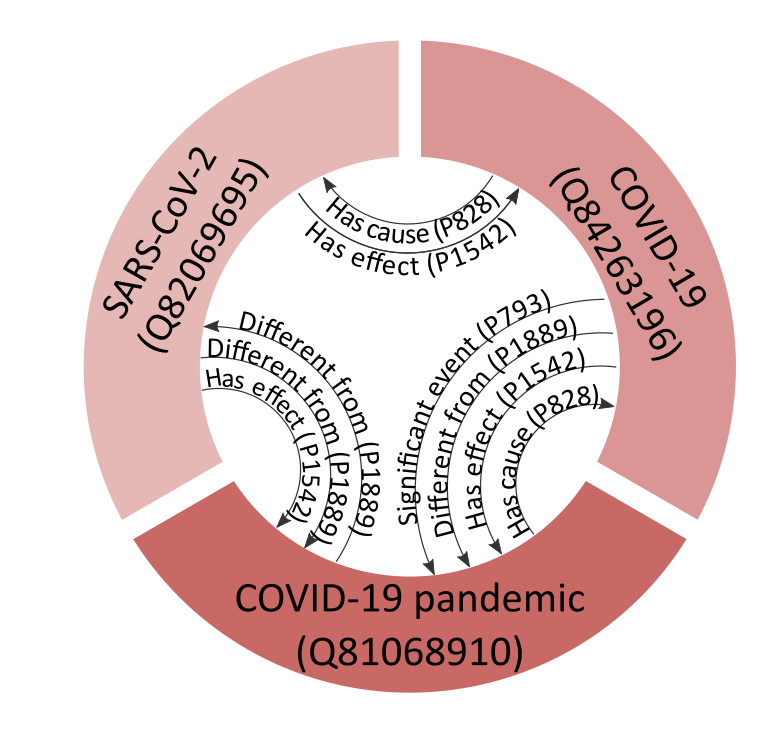 SARS-CoV-2
(Q82069695)
COVID-19
(Q84263196)
Has cause (P828)
Has effect (P1542)
Different from (P1889)
Different from (P1889)
Has effect (P1542)
Significant event (P793)
Different from (P1889)
Has effect (P1542)
Has cause (P828)
COVID-19 pandemic
(Q81068910)